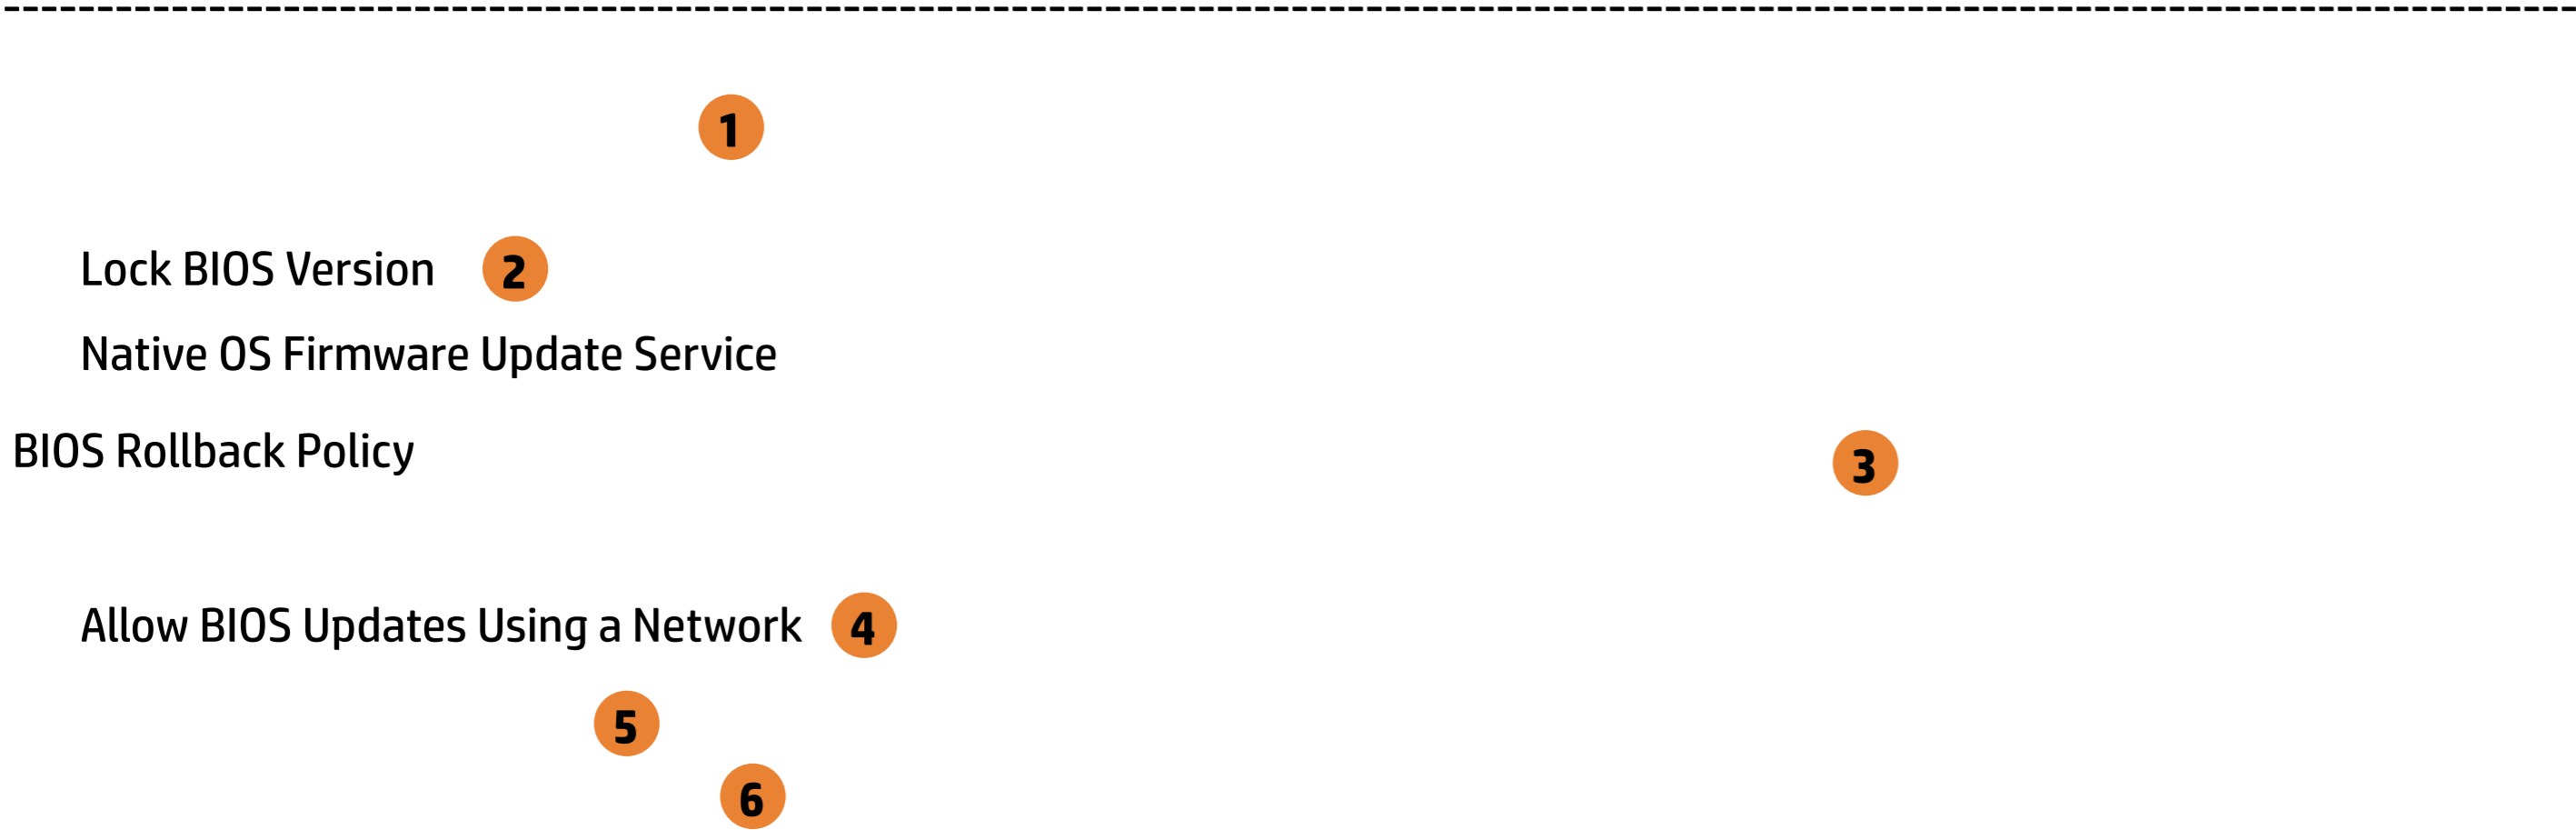 1
Lock BIOS Version 2
Native OS Firmware Update Service
BIOS Rollback Policy 3
Allow BIOS Updates Using a Network 4
5
6